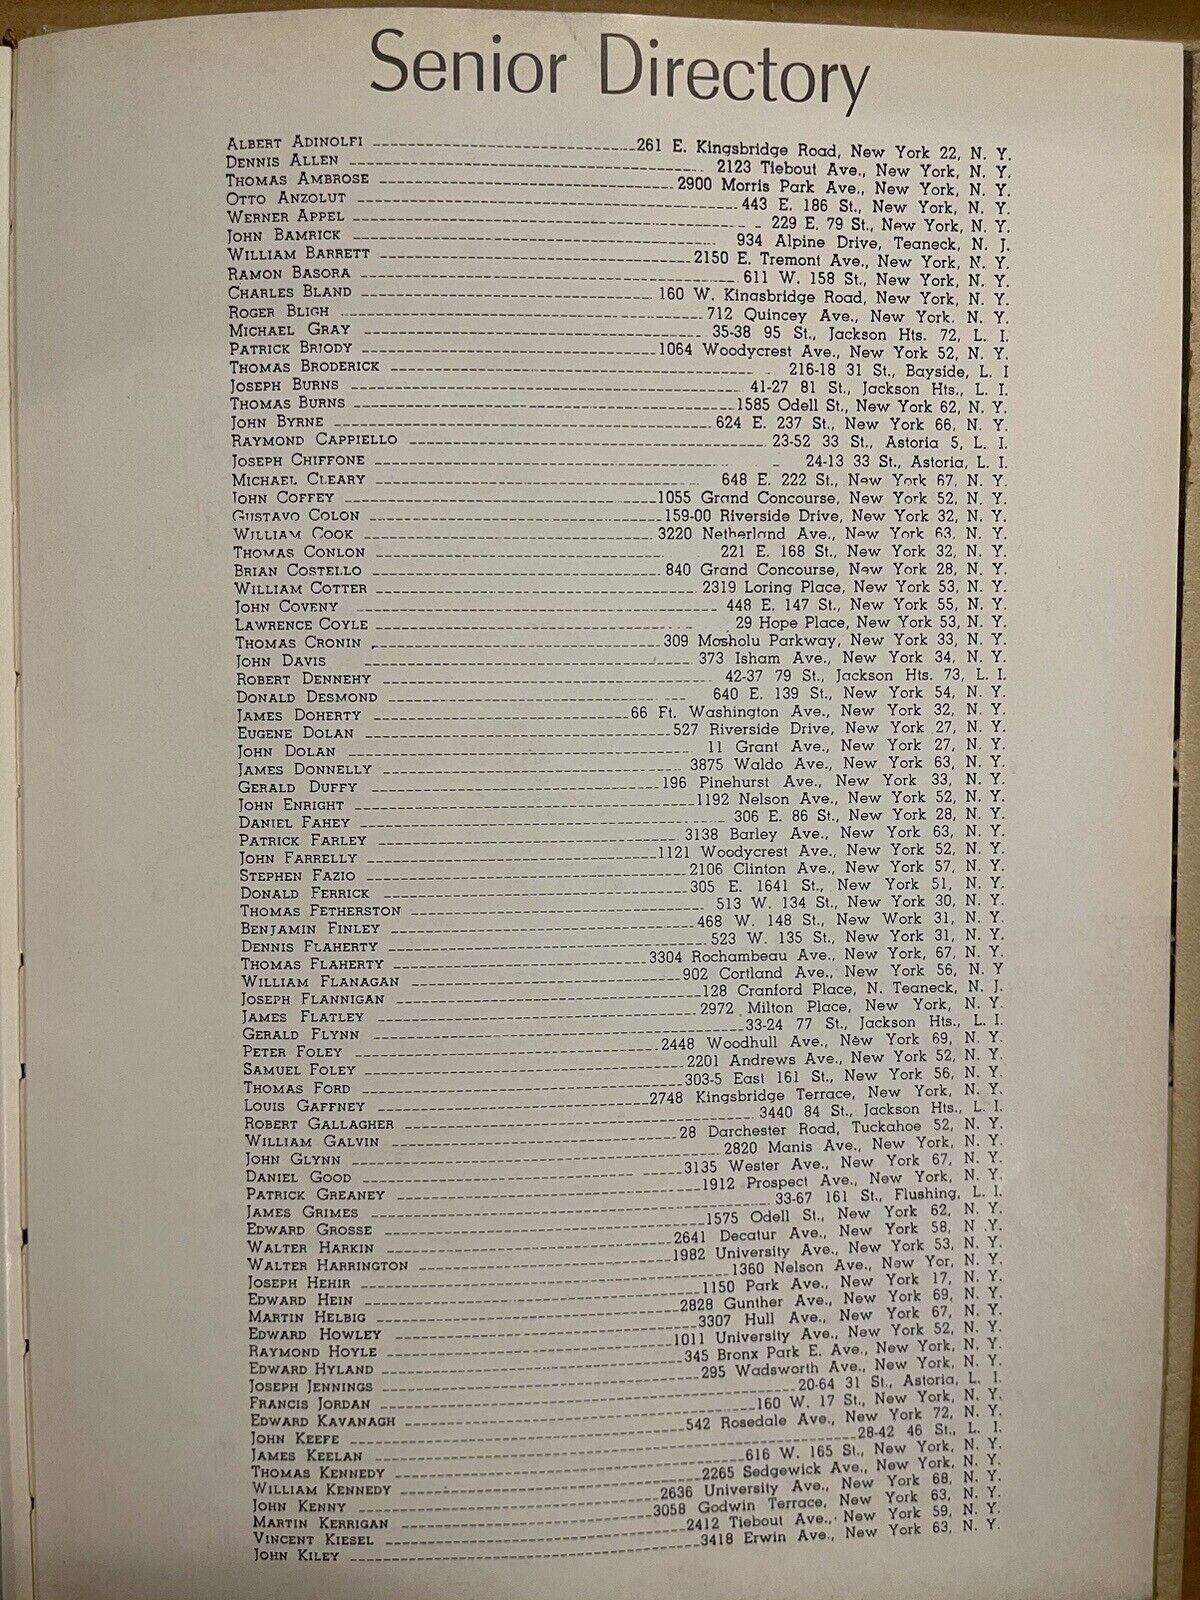 Senior Directory
ALBERT ADINOLFI 261 E. Kingsbridge Road, New York 22, N. Y.
DENNIS ALLEN 2123 Tiebout Ave., New York, N. Y.
THOMAS AMBROSE 2900 Morris Park Ave., New York, N. Y.
OTTO ANZOLUT 443 E. 186 St., New York, N. Y.
WERNER APPEL 229 E. 79 St., New York, N. Y.
JOHN BAMRICK 934 Alpine Drive, Teaneck, N. J.
WILLIAM BARRETT 2150 E. Tremont Ave., New York, N. Y.
RAMON BASORA 611 W. 158 St., New York, N. Y.
CHARLES BLAND 160 W. Kingsbridge Road, New York, N. Y.
ROGER BLIGH 712 Quincey Ave., New York. N. Y.
MICHAEL GRAY 35-38 95 St., Jackson Hts. 72, L. I.
PATRICK BRIODY 1064 Woodycrest Ave., New York 52, N. Y.
THOMAS BRODERICK 216-18 31 St., Bayside, L. I
JOSEPH BURNS 41-27 81 St., Jackson Hts., L. I.
THOMAS BURNS 1585 Odell St., New York 62, N. Y.
JOHN BYRNE 624 E. 237 St., New York 66, N. Y.
RAYMOND CAPPIELLO 23-52 33 St., Astoria 5, L. I.
JOSEPH CHIFFONE 24-13 33 St., Astoria, L. I.
MICHAEL CLEARY 648 E. 222 St., New York 67, N. Y.
JOHN COFFEY 1055 Grand Concourse, New York 52, N. Y.
GUSTAVO COLON 159-00 Riverside Drive, New York 32, N. Y.
WILLIAM COOK 3220 Netherland Ave., New York 63, N. Y.
THOMAS CONLON 221 E. 168 St., New York 32, N. Y.
BRIAN COSTELLO 840 Grand Concourse, New York 28, N. Y.
WILLIAM COTTER 2319 Loring Place, New York 53, N. Y.
JOHN COVENY 448 E. 147 St., New York 55, N. Y.
LAWRENCE COYLE 29 Hope Place, New York 53, N. Y.
THOMAS CRONIN 309 Mosholu Parkway, New York 33, N. Y.
JOHN DAVIS 373 Isham Ave., New York 34, N. Y.
ROBERT DENNEHY 42-37 79 St., Jackson Hts. 73, L. I.
DONALD DESMOND 640 E. 139 St., New York 54, N. Y.
JAMES DOHERTY 66 Ft. Washington Ave., New York 32, N. Y.
EUGENE DOLAN 527 Riverside Drive, New York 27, N. Y.
JOHN DOLAN 11 Grant Ave., New York 27, N. Y.
JAMES DONNELLY 3875 Waldo Ave., New York 63, N. Y.
GERALD DUFFY 196 Pinehurst Ave., New York 33, N. Y.
JOHN ENRIGHT 1192 Nelson Ave., New York 52, N. Y.
DANIEL FAHEY 306 E. 86 St., New York 28, N. Y.
PATRICK FARLEY 3138 Barley Ave., New York 63, N. Y.
JOHN FARRELLY 1121 Woodycrest Ave., New York 52, N. Y.
STEPHEN FAZIO 2106 Clinton Ave., New York 57, N. Y.
DONALD FERRICK 305 E. 1641 St., New York 51, N. Y.
THOMAS FETHERSTON 513 W. 134 St., New York 30, N. Y.
BENJAMIN FINLEY 468 W. 148 St., New Work 31, N. Y.
DENNIS FLAHERTY 523 W. 135 St., New York 31, N. Y.
THOMAS FLAHERTY 3304 Rochambeau Ave., New York, 67, N. Y.
WILLIAM FLANAGAN 902 Cortland Ave., New York 56, N. Y
JOSEPH FLANNIGAN 128 Cranford Place, N. Teaneck, N. J.
JAMES FLATLEY 2972 Milton Place, New York, N. Y.
GERALD FLYNN 33-24 77 St., Jackson Hts., L. I.
PETER FOLEY 2448 Woodhull Ave., New York 69, N. Y.
SAMUEL FOLEY 2201 Andrews Ave., New York 52, N. Y.
THOMAS FORD 303-5 East 161 St., New York 56, N. Y.
LOUIS GAFFNEY 2748 Kingsbridge Terrace, New York, N. Y.
ROBERT GALLAGHER 3440 84 St., Jackson Hts., L. I.
WILLIAM GALVIN 28 Darchester Road, Tuckahoe 52, N. Y.
JOHN GLYNN 2820 Manis Ave., New York, N. Y.
DANIEL GOOD 3135 Wester Ave., New York 67, N. Y.
PATRICK GREANEY 1912 Prospect Ave., New York, N. Y.
JAMES GRIMES 33-67 161 St., Flushing, L. I.
EDWARD GROSSE 1575 Odell St., New York 62, N. Y.
WALTER HARKIN 2641 Decatur Ave., New York 58, N .Y.
WALTER HARRINGTON 1982 University Ave., New York 53, N. Y.
JOSEPH HEHIR 1360 Nelson Ave., New Yor, N. Y.
EDWARD HEIN 1150 Park Ave., New York 17, N. Y.
MARTIN HELBIG 2828 Gunther Ave., New York 69, N. Y.
EDWARD HOWLEY 3307 Hull Ave., New York 67, N. Y.
RAYMOND HOYLE 1011 University Ave., New York 52, N. Y.
EDWARD HYLAND 345 Bronx Park E. Ave., New York, N. Y.
JOSEPH JENNINGS 295 Wadsworth Ave., New York, N. Y.
FRANCIS JORDAN 20-64 31 St., Astoria, L. I.
EDWARD KAVANAGH 160 W. 17 St., New York, N. Y.
JOHN KEEFE 542 Rosedale Ave., New York 72, N. Y.
JAMES KEELAN 28-42 46 St., L. I.
THOMAS KENNEDY 616 W. 165 St., New York, N. Y.
WILLIAM KENNEDY 2265 Sedgewick Ave., New York, N. Y.
JOHN KENNY 2636 University Ave., New York 68, N. Y.
MARTIN KERRIGAN 3058 Godwin Terrace, New York 63, N. Y.
VINCENT KIESEL 2412 Tiebout Ave., New York 59, N. Y.
JOHN KILEY 3418 Erwin Ave., New York 63, N. Y.